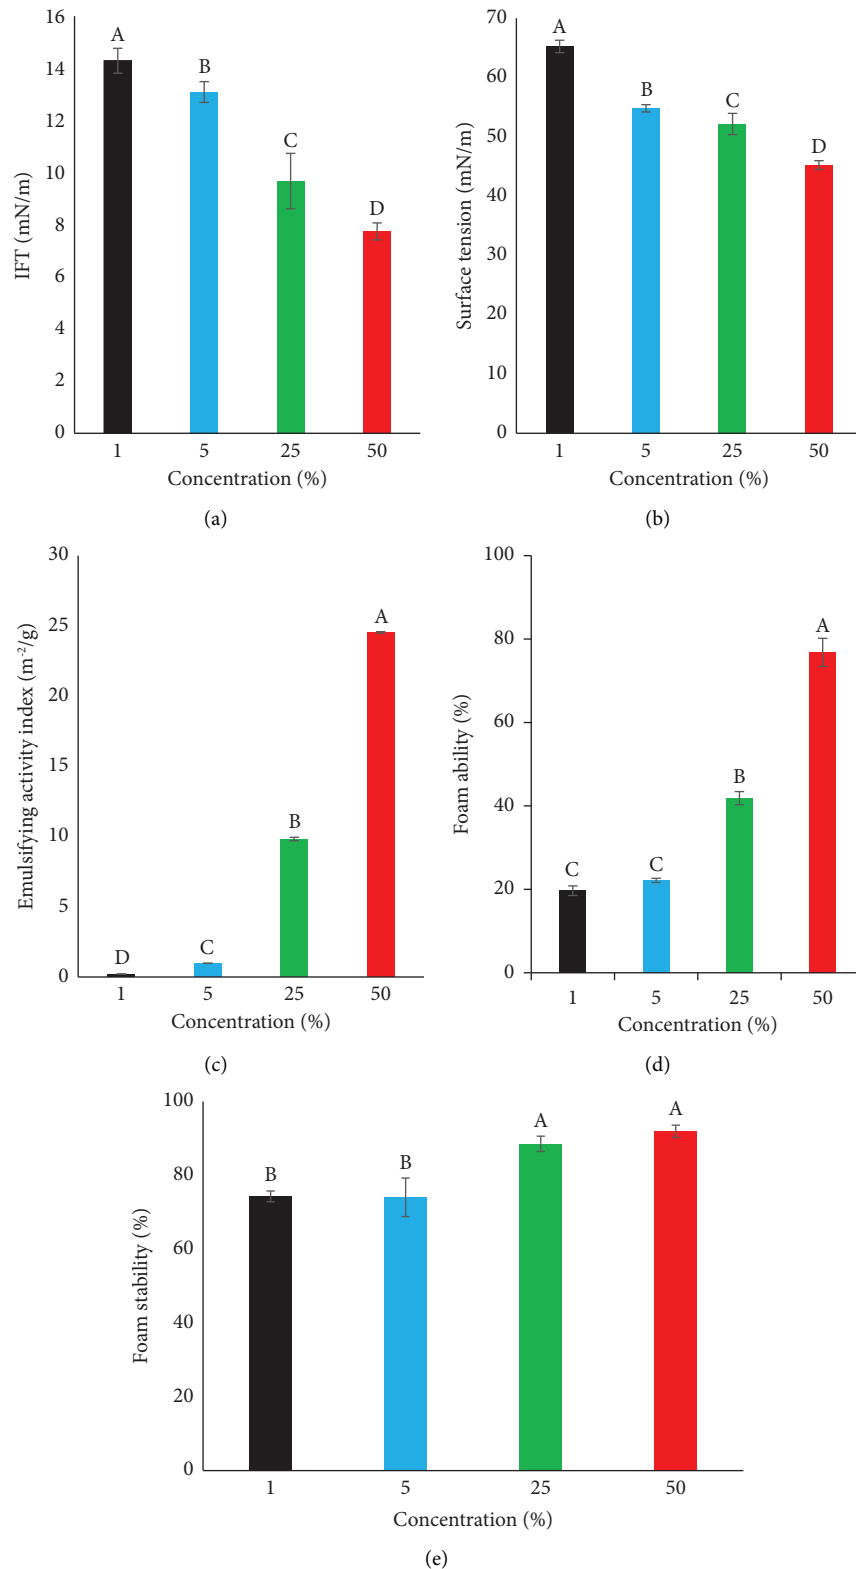 16
14
12
10
8
6
4
2
0
IFT (mN/m)
A
B
C
D
1 5 25 50
Concentration (%)
(a)
70
60
50
40
30
20
10
0
Surface tension (mN/m)
A
B
C
D
1 5 25 50
Concentration (%)
(b)
30
25
20
15
10
5
0
Emulsifying activity index (m-2/g)
D
C
B
A
1 5 25 50
Concentration (%)
(c)
100
80
60
40
20
0
Foam ability (%)
C
C
B
A
1 5 25 50
Concentration (%)
(d)
100
80
60
40
20
0
Foam stability (%)
B
B
A
A
1 5 25 50
Concentration (%)
(e)